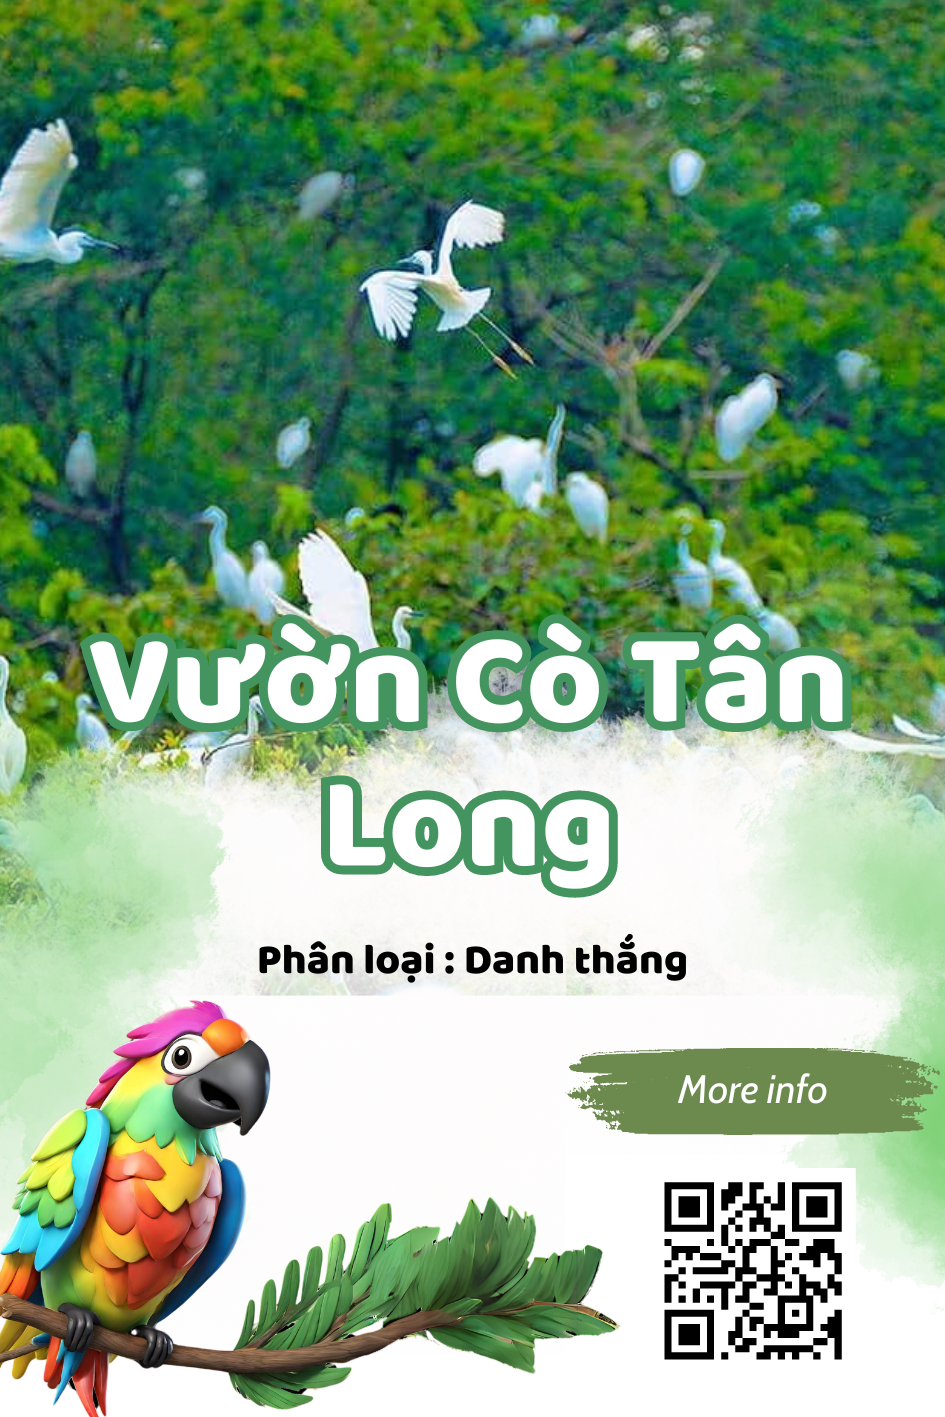 Vườn Cò Tân
Long
Phân loại : Danh thắng
More info